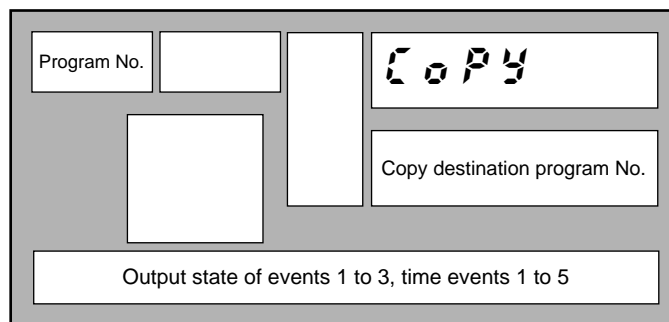 Program No.
CoPY
Copy destination program No.
Output state of events 1 to 3, time events 1 to 5